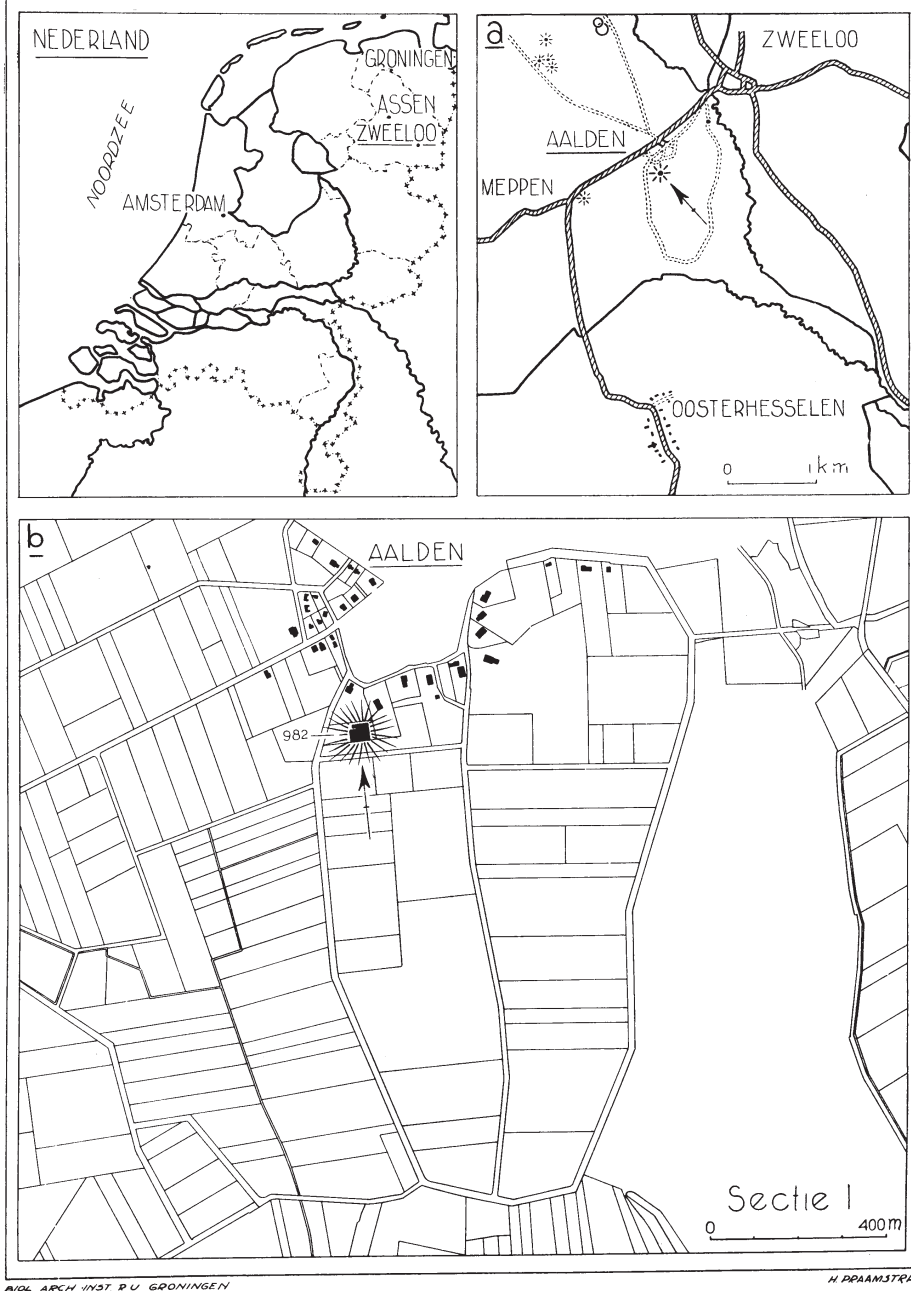 NEDERLAND
GRONINGEN
ASSEN
ZWEELOO
NOORDZEE
AMSTERDAM
a
ZWEELOO
AALDEN
MEPPEN
OOSTERHESSELEN
0 1km
b
AALDEN
982
Sectie I
0 400m
BIOL ARCH INST R U GRONINGEN